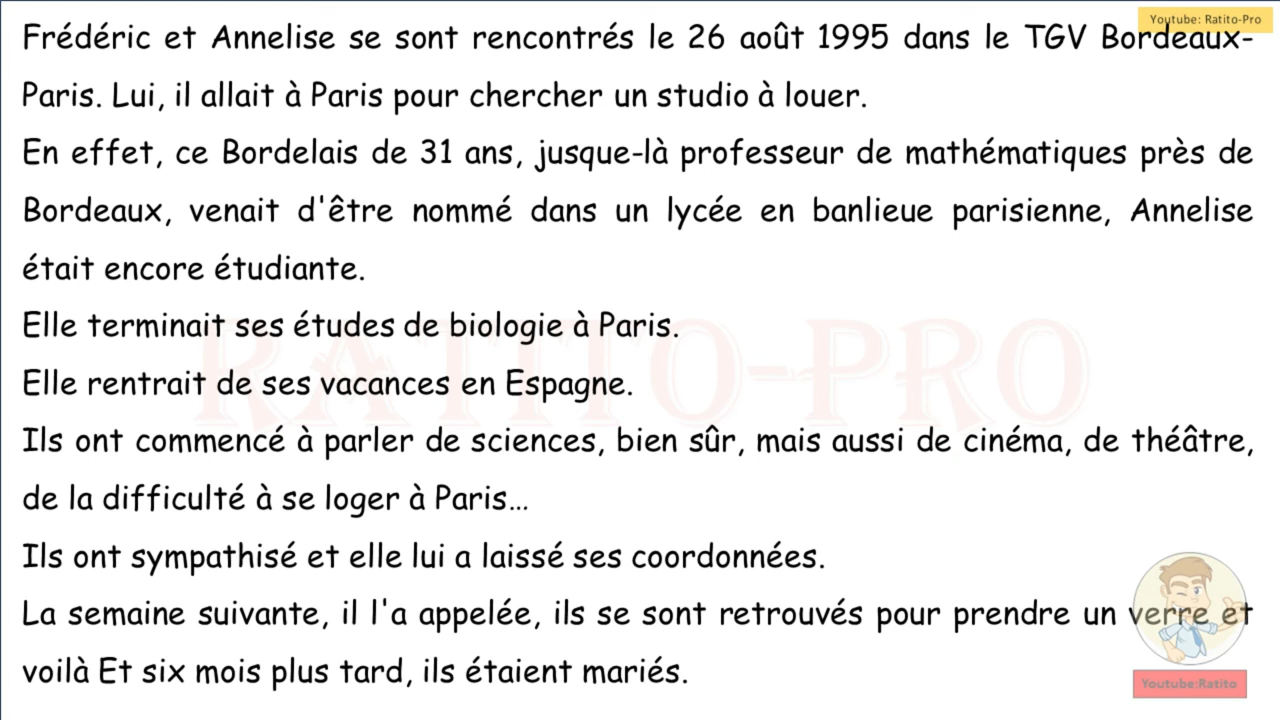 Youtube: Ratito-Pro
Frédéric et Annelise se sont rencontrés le 26 août 1995 dans le TGV Bordeaux-
Paris. Lui, il allait à Paris pour chercher un studio à louer.
En effet, ce Bordelais de 31 ans, jusque-là professeur de mathématiques près de
Bordeaux, venait d'être nommé dans un lycée en banlieue parisienne, Annelise
était encore étudiante.
Elle terminait ses études de biologie à Paris.
RATITO-PRO
Elle rentrait de ses vacances en Espagne.
Ils ont commencé à parler de sciences, bien sûr, mais aussi de cinéma, de théâtre,
de la difficulté à se loger à Paris…
Ils ont sympathisé et elle lui a laissé ses coordonnées.
La semaine suivante, il l'a appelée, ils se sont retrouvés pour prendre un verre et
voilà Et six mois plus tard, ils étaient mariés.
Youtube:Ratito